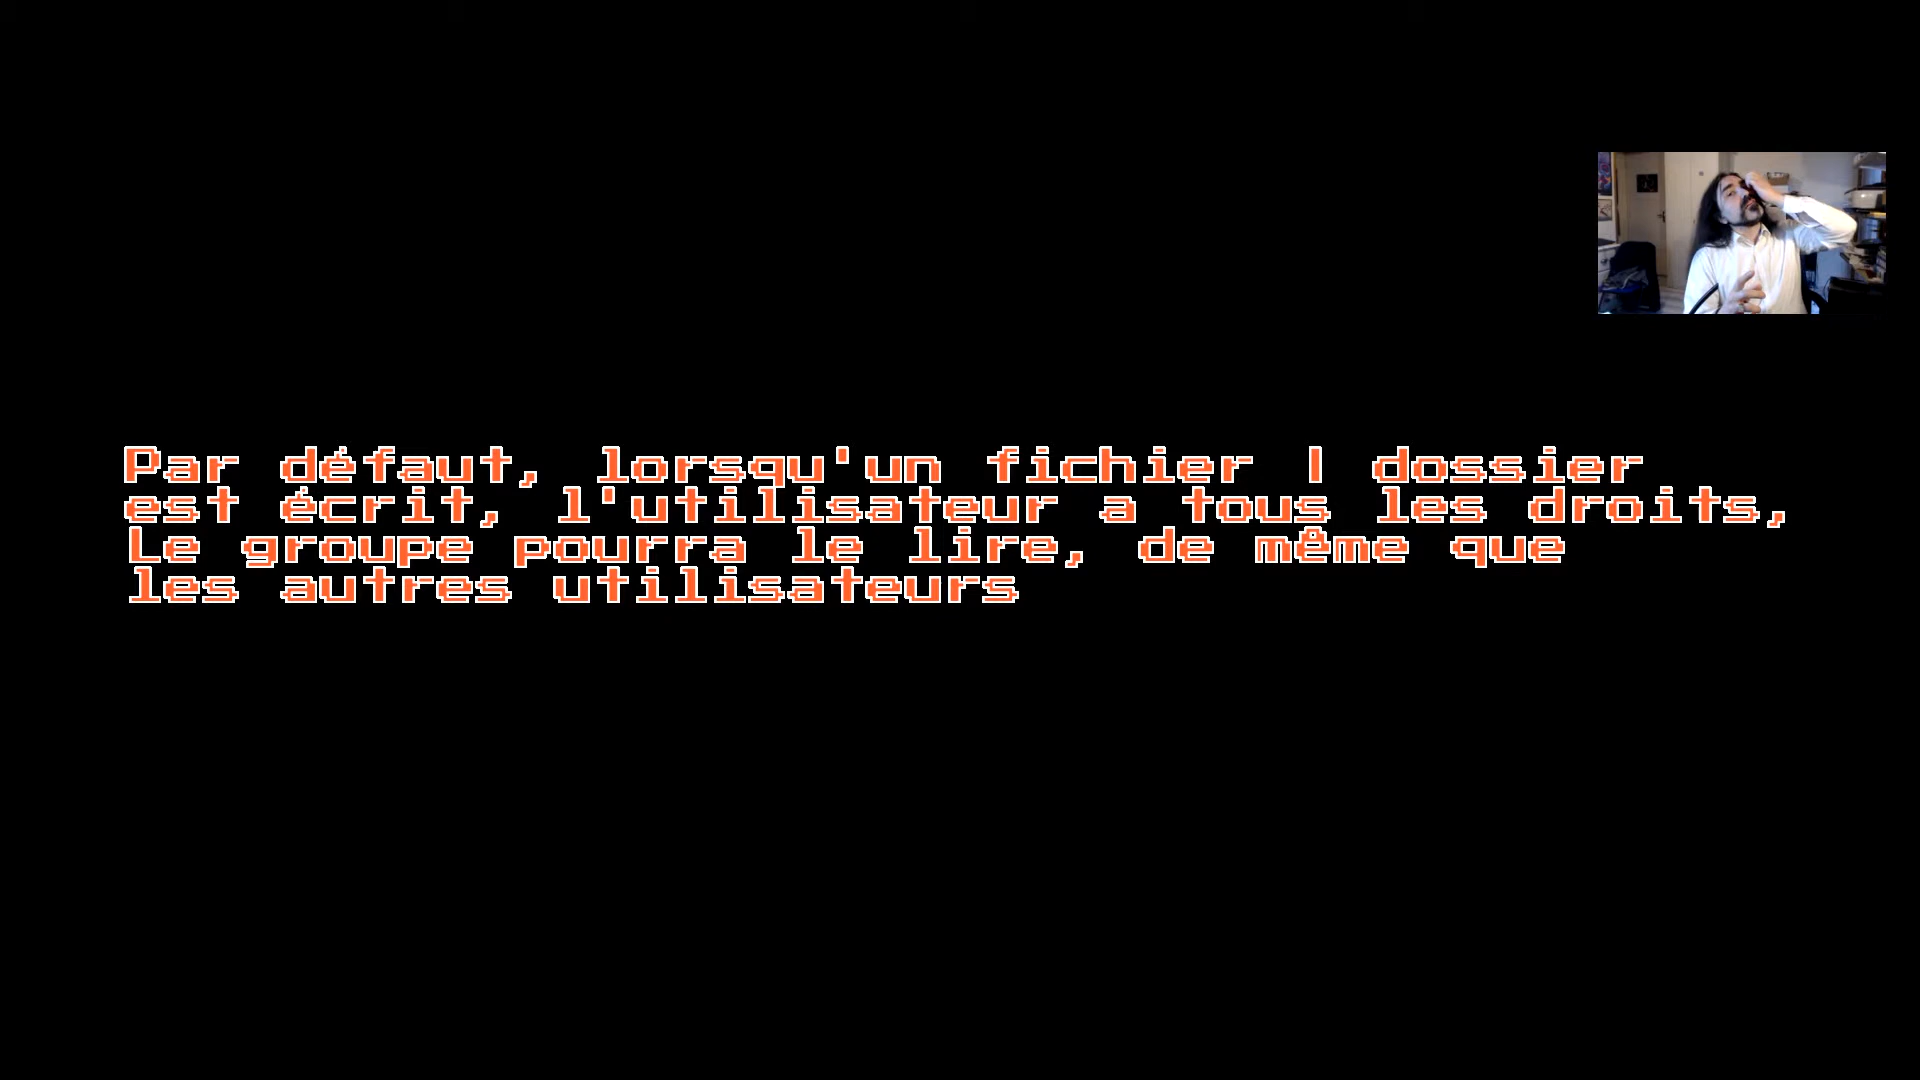 Par défaut, lorsqu'un fichier | dossier
est écrit, l'utilisateur a tous les droits,
Le groupe pourra le lire, de même que
les autres utilisateurs